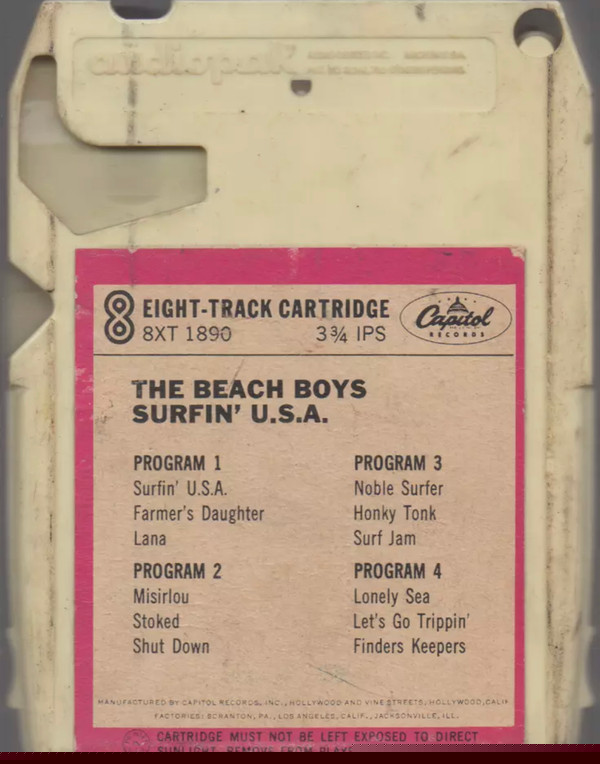 8 EIGHT-TRACK CARTRIDGE
8XT 1890 3¾ IPS
Capitol
RECORDS
THE BEACH BOYS
SURFIN' U.S.A.
PROGRAM 1
Surfin' U.S.A.
Farmer's Daughter
Lana
PROGRAM 2
Misirlou
Stoked
Shut Down
PROGRAM 3
Noble Surfer
Honky Tonk
Surf Jam
PROGRAM 4
Lonely Sea
Let's Go Trippin'
Finders Keepers
MANUFACTURED BY CAPITOL RECORDS, INC., HOLLYWOOD AND VINE STREETS, HOLLYWOOD, CALIF.
FACTORIES: SCRANTON, PA., LOS ANGELES, CALIF., JACKSONVILLE, ILL.
CARTRIDGE MUST NOT BE LEFT EXPOSED TO DIRECT
SUNLIGHT REMOVE FROM